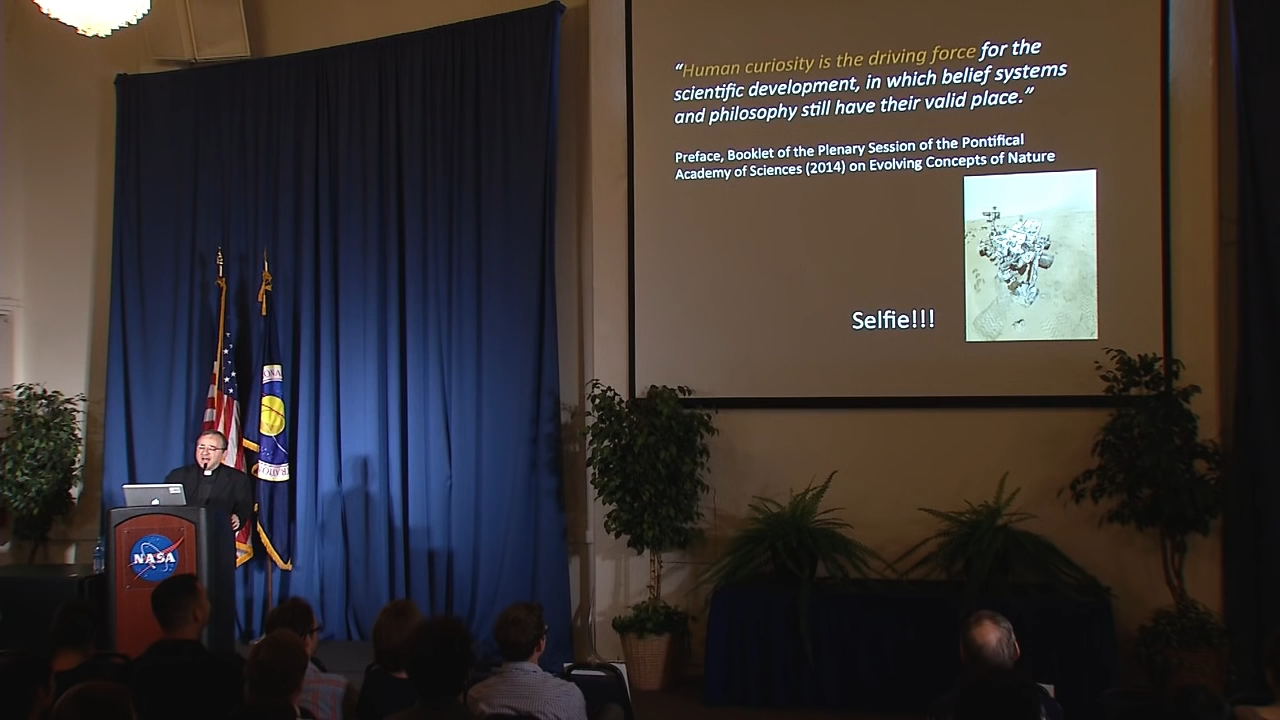 “Human curiosity is the driving force for the
scientific development, in which belief systems
and philosophy still have their valid place.”
Preface, Booklet of the Plenary Session of the Pontifical
Academy of Sciences (2014) on Evolving Concepts of Nature
Selfie!!!
NASA